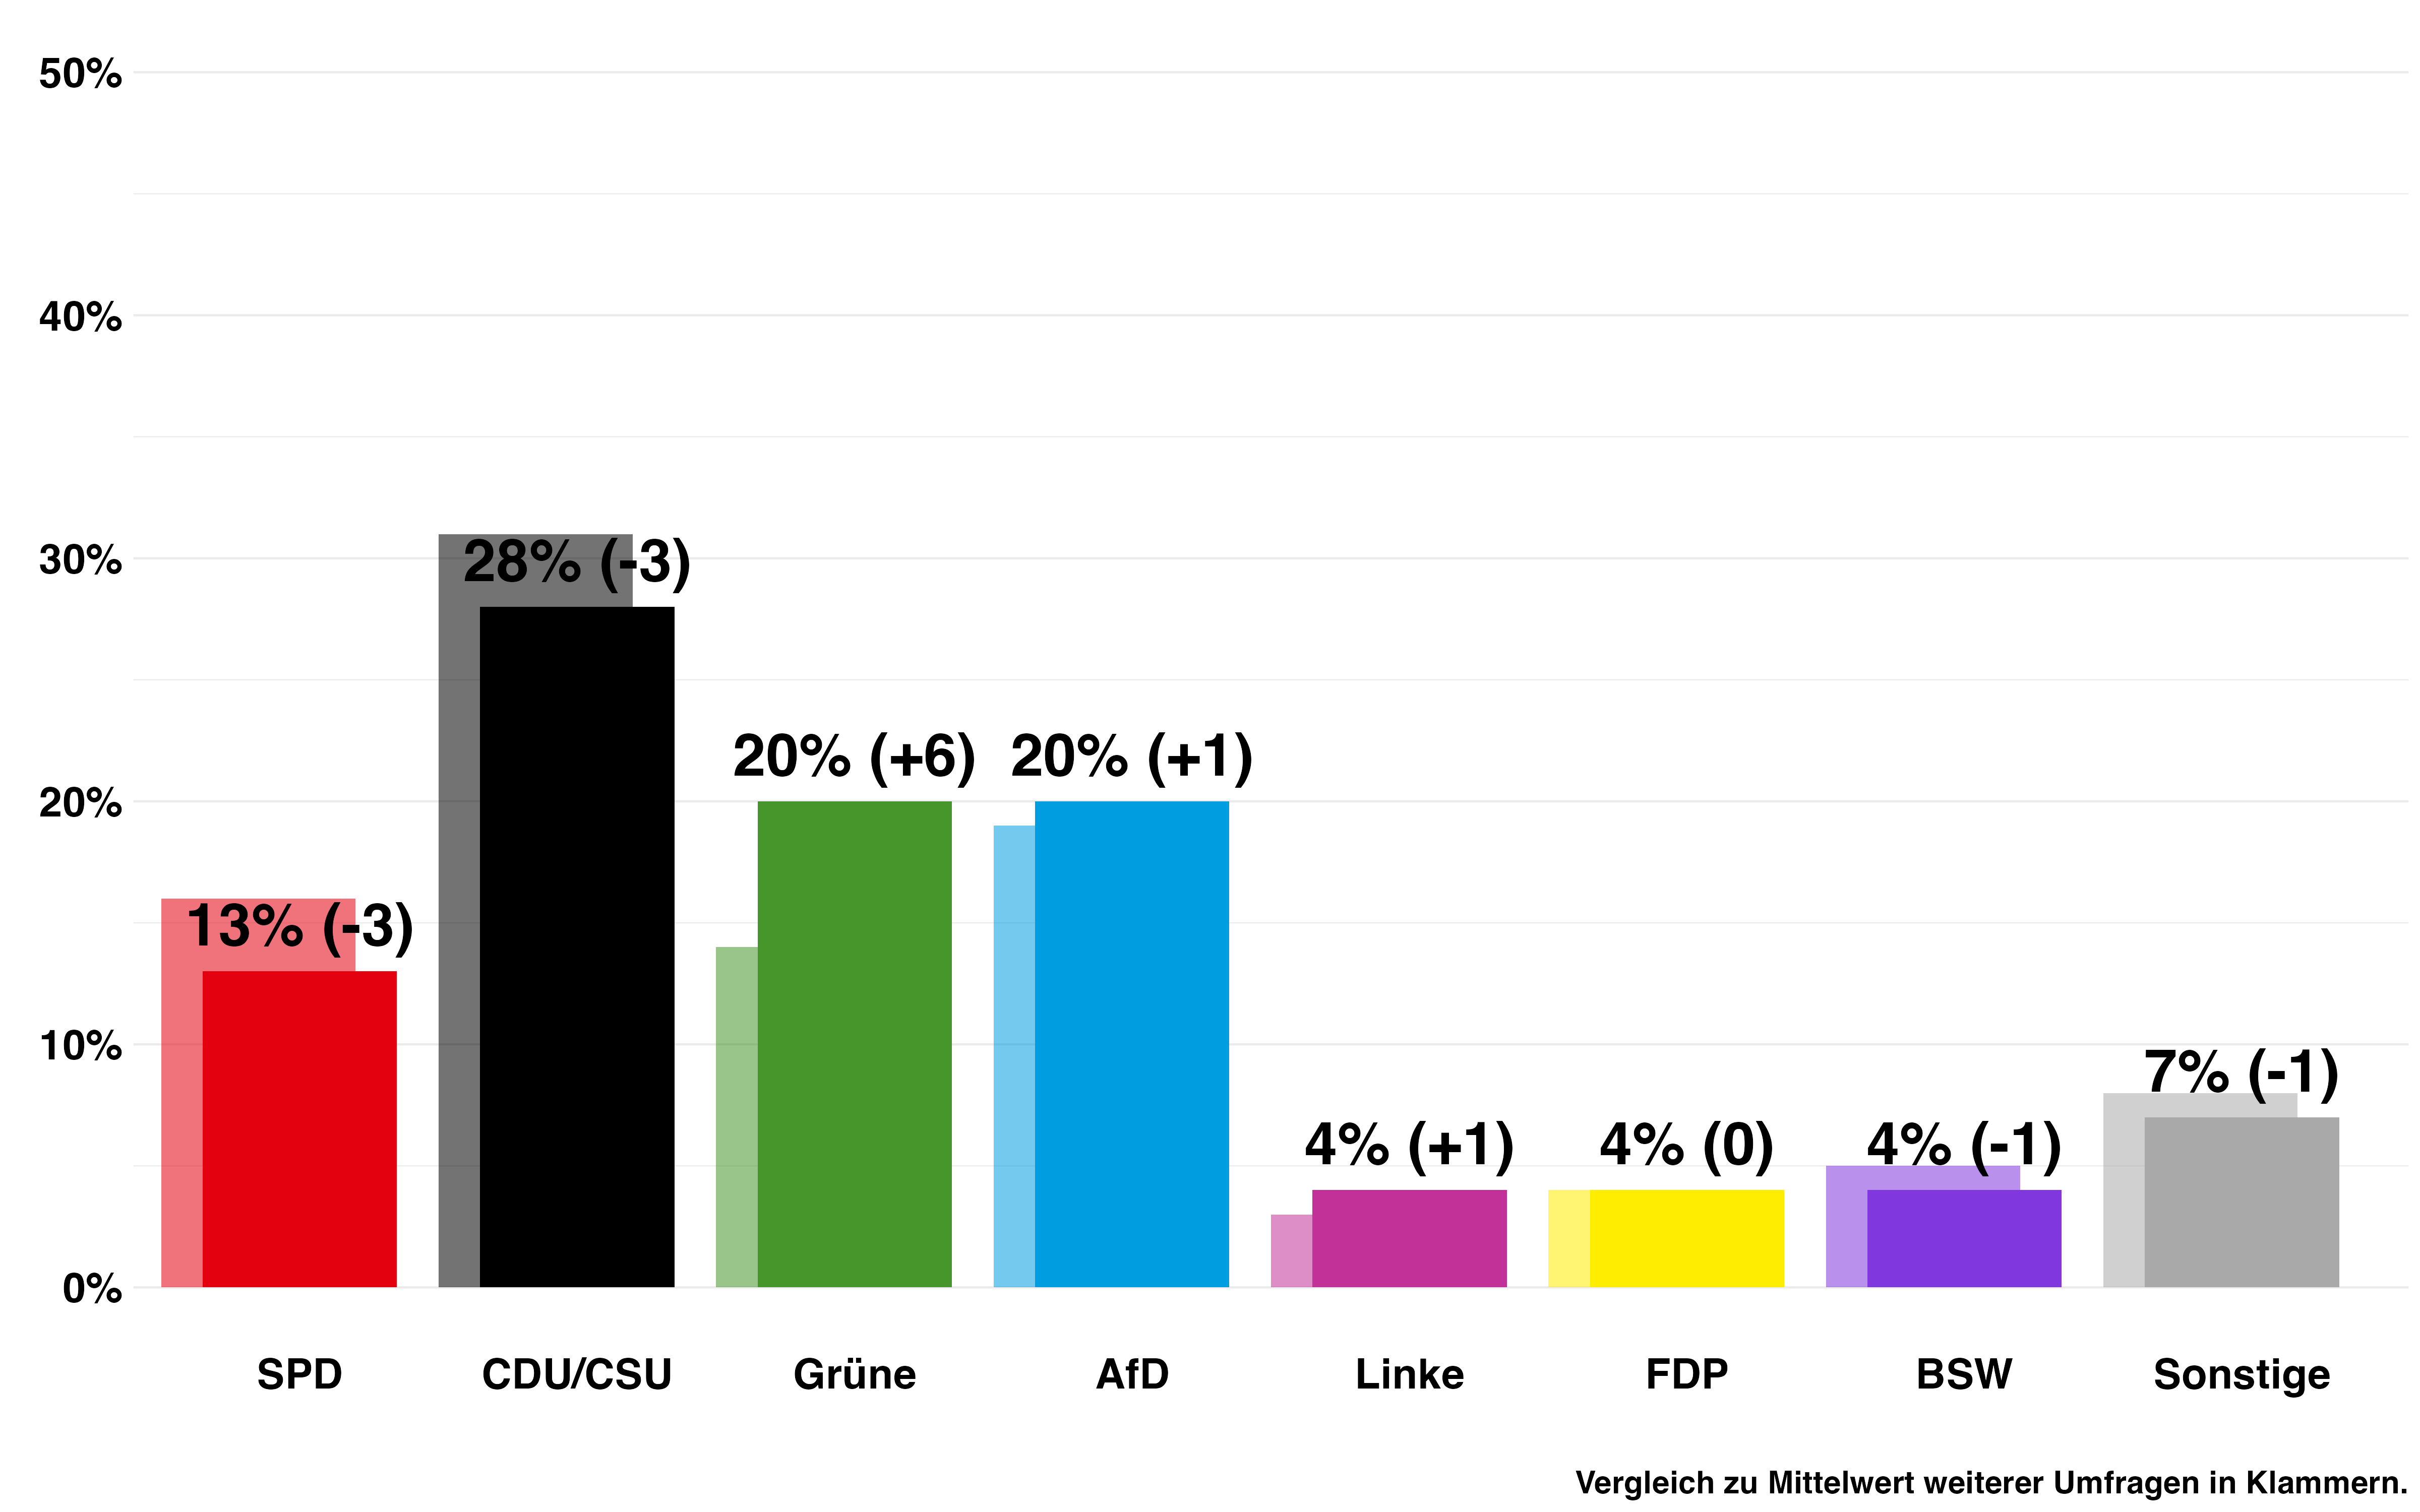 50%
40%
30%
20%
10%
0%
13% (-3)
28% (-3)
20% (+6)
20% (+1)
4% (+1)
4% (0)
4% (-1)
7% (-1)
SPD
CDU/CSU
Grüne
AfD
Linke
FDP
BSW
Sonstige
Vergleich zu Mittelwert weiterer Umfragen in Klammern.